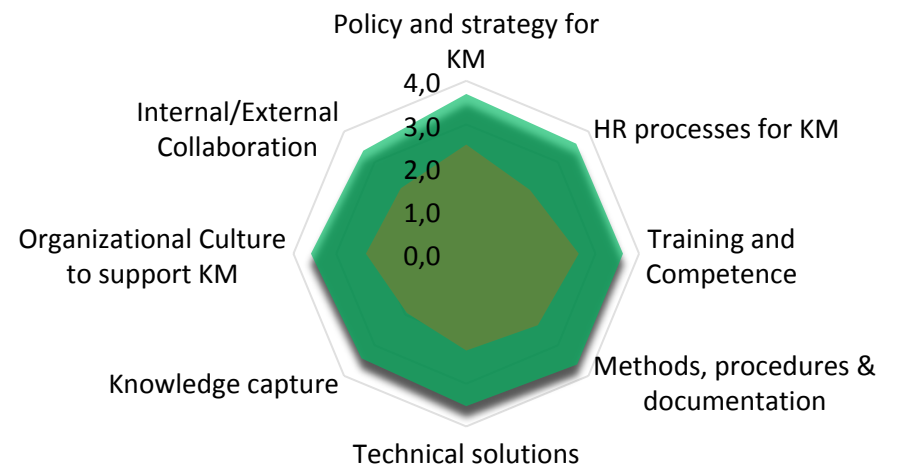 Policy and strategy for
KM
4,0
3,0
2,0
1,0
0,0
HR processes for KM
Training and
Competence
Methods, procedures &
documentation
Technical solutions
Knowledge capture
Organizational Culture
to support KM
Internal/External
Collaboration